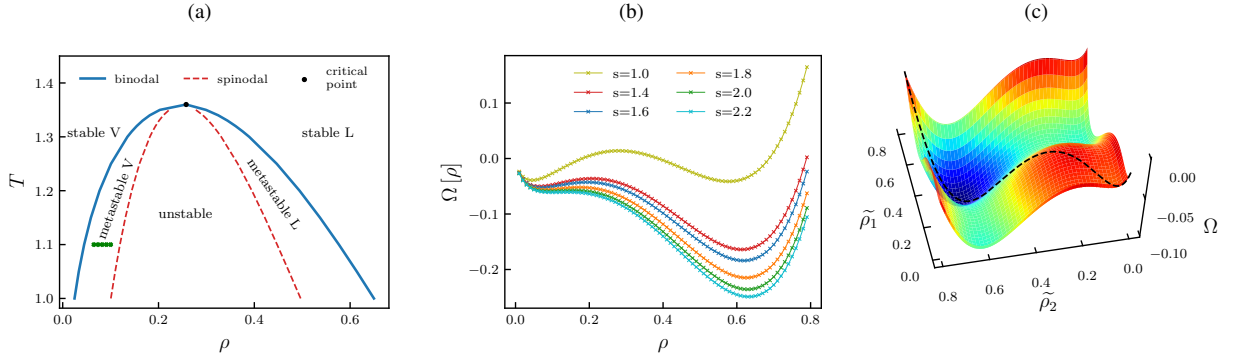 (a)
1.4
1.3
1.2
1.1
1.0
T
binodal
spinodal
critical
point
stable V
stable L
metastable V
metastable L
unstable
0.0 0.2 0.4 0.6
ρ
(b)
0.1
0.0
−0.1
−0.2
Ω [ρ]
s=1.0 s=1.8
s=1.4 s=2.0
s=1.6 s=2.2
0.0 0.2 0.4 0.6 0.8
ρ
(c)
0.8
0.6
0.4
0.2
0.0
ρ̃₁
0.8 0.6 0.4 0.2 0.0
ρ̃₂
0.00
−0.05
−0.10
Ω